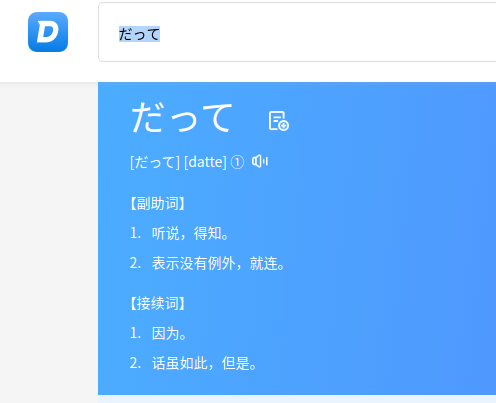 だって
だって
[だって] [datte] ①
【副助词】
1. 听说，得知。
2. 表示没有例外，就连。
【接续词】
1. 因为。
2. 话虽如此，但是。